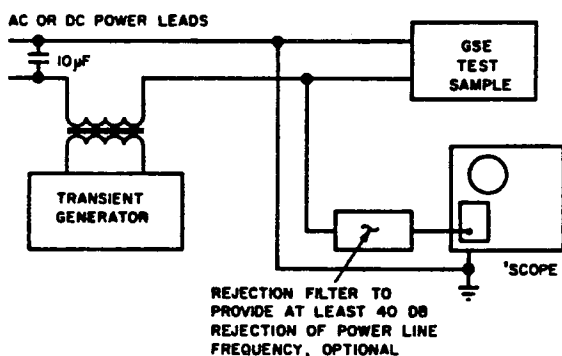 AC OR DC POWER LEADS
10µF
GSE
TEST
SAMPLE
TRANSIENT
GENERATOR
'SCOPE
REJECTION FILTER TO
PROVIDE AT LEAST 40 DB
REJECTION OF POWER LINE
FREQUENCY, OPTIONAL